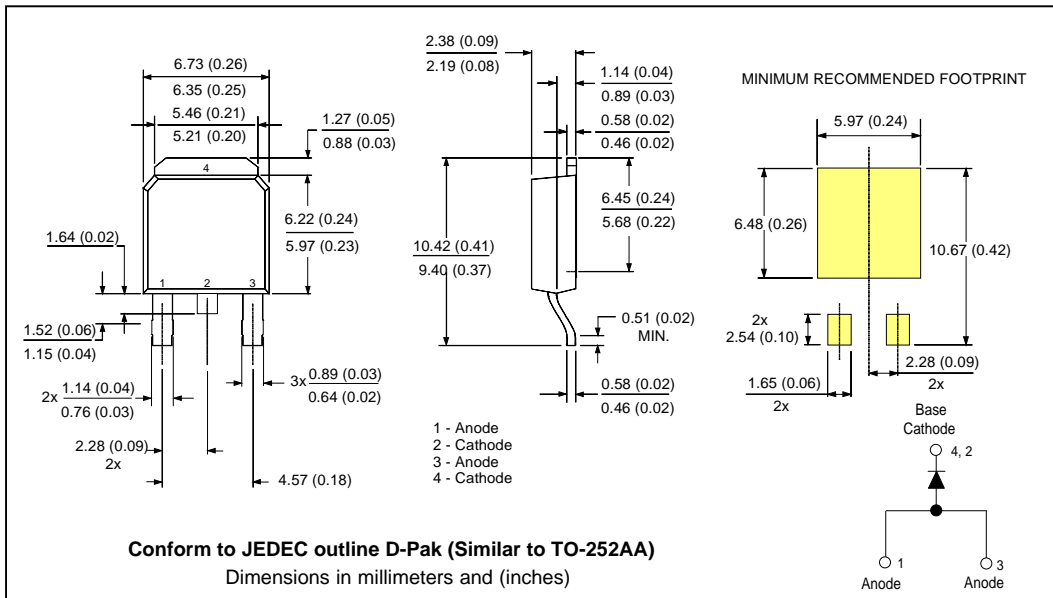 6.73 (0.26)
6.35 (0.25)
5.46 (0.21)
5.21 (0.20)
1.27 (0.05)
0.88 (0.03)
4
6.22 (0.24)
5.97 (0.23)
1.64 (0.02)
1
2
3
1.52 (0.06)
1.15 (0.04)
2x
1.14 (0.04)
0.76 (0.03)
3x
0.89 (0.03)
0.64 (0.02)
2.28 (0.09)
2x
4.57 (0.18)
2.38 (0.09)
2.19 (0.08)
1.14 (0.04)
0.89 (0.03)
0.58 (0.02)
0.46 (0.02)
6.45 (0.24)
5.68 (0.22)
10.42 (0.41)
9.40 (0.37)
0.51 (0.02)
MIN.
0.58 (0.02)
0.46 (0.02)
1 - Anode
2 - Cathode
3 - Anode
4 - Cathode
MINIMUM RECOMMENDED FOOTPRINT
5.97 (0.24)
6.48 (0.26)
10.67 (0.42)
2x
2.54 (0.10)
2.28 (0.09)
2x
1.65 (0.06)
2x
Base
Cathode
4, 2
1
Anode
3
Anode
Conform to JEDEC outline D-Pak (Similar to TO-252AA)
Dimensions in millimeters and (inches)